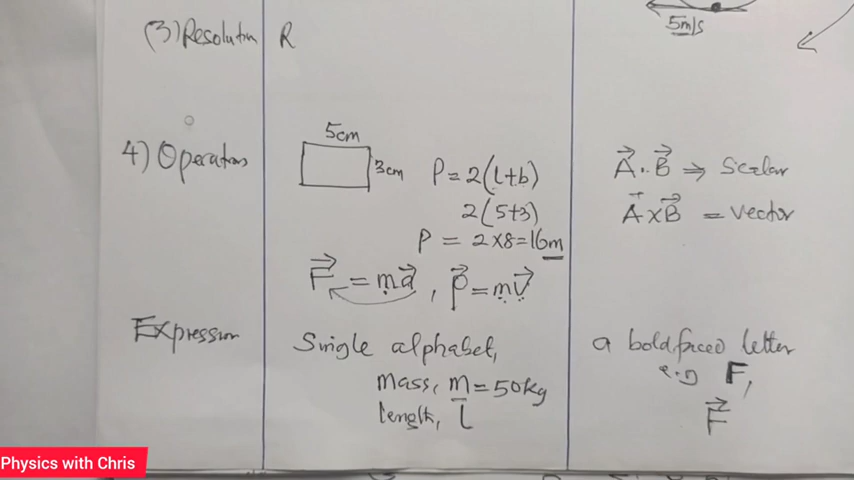 5m/s
(3) Resolution R
4) Operations
5cm
3cm
P = 2(l+b)
2(5+3)
P = 2×8=16m
F⃗ = ma⃗, p⃗=mv⃗
A⃗ . B⃗ ⇒ Scalar
A⃗ × B⃗ = vector
Expression
Single alphabet,
mass, m = 50kg
length, l
a boldfaced letter
e.g F,
F⃗
Physics with Chris